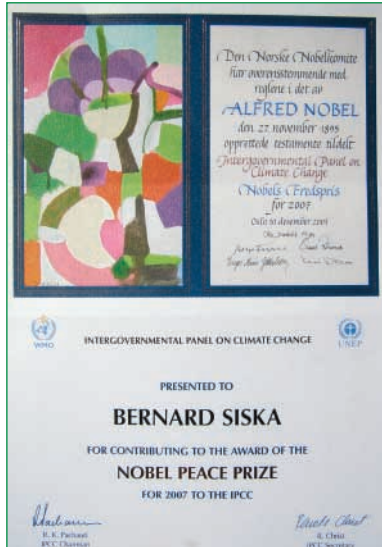 Den Norske Nobelkomite
har overensstemmende med
reglene i det av
ALFRED NOBEL
den 27. november 1895
opprettede testamente tildelt
Intergovernmental Panel on
Climate Change
Nobels Fredspris
for 2007
Oslo 10 desember 2007
WMO
INTERGOVERNMENTAL PANEL ON CLIMATE CHANGE
UNEP
PRESENTED TO
BERNARD SISKA
FOR CONTRIBUTING TO THE AWARD OF THE
NOBEL PEACE PRIZE
FOR 2007 TO THE IPCC
R. K. Pachauri
IPCC Chairman
R. Christ
IPCC Secretary